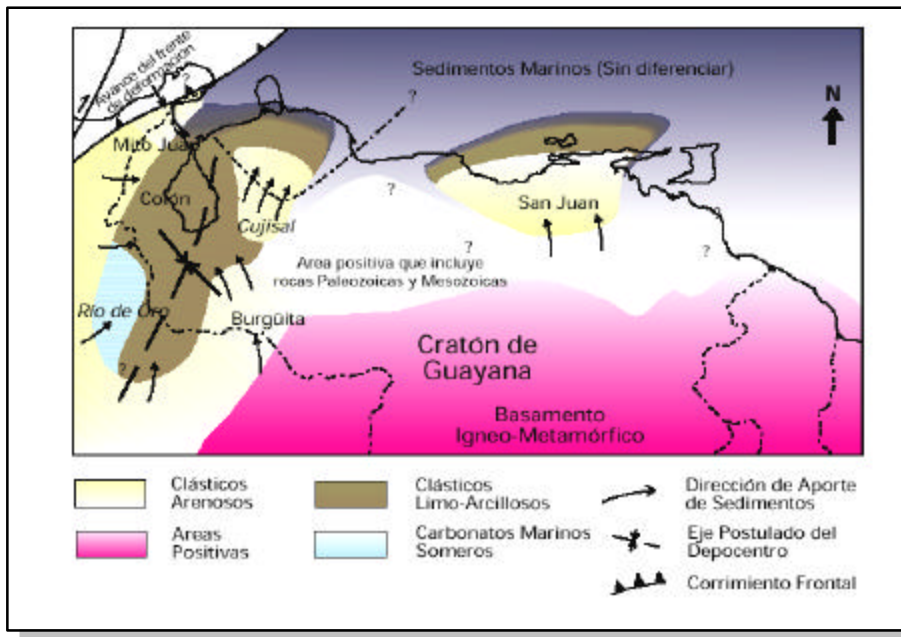 Avance del frente
de deformación
?
Sedimentos Marinos (Sin diferenciar)
?
N
Mito Juan
Colón
Cujisal
?
San Juan
?
?
Area positiva que incluye
rocas Paleozoicas y Mesozoicas
Río de Oro
Burgüita
?
Cratón de
Guayana
Basamento
Igneo-Metamórfico
Clásticos
Arenosos
Clásticos
Limo-Arcillosos
Dirección de Aporte
de Sedimentos
Areas
Positivas
Carbonatos Marinos
Someros
Eje Postulado del
Depocentro
Corrimiento Frontal